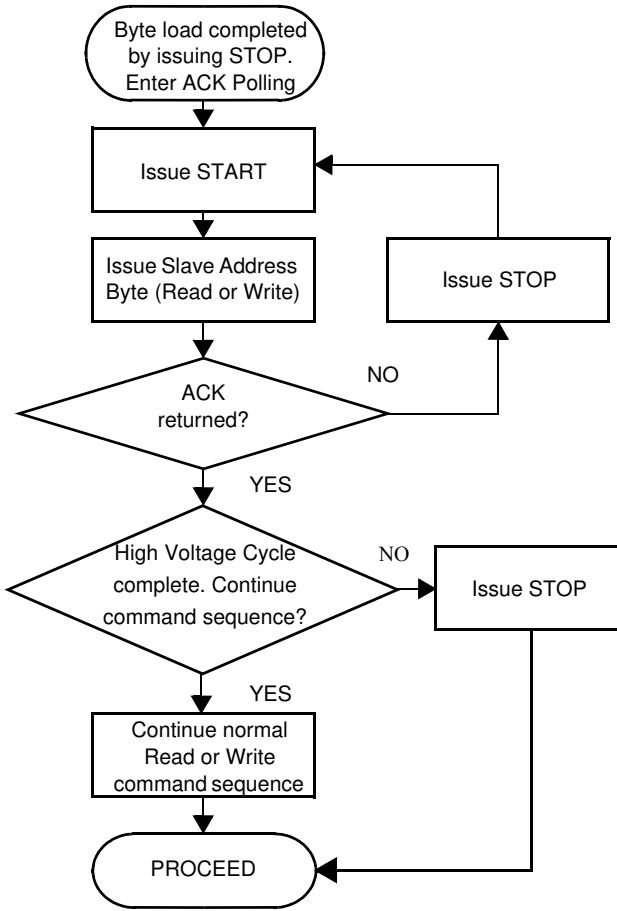 Byte load completed
by issuing STOP.
Enter ACK Polling
Issue START
Issue Slave Address
Byte (Read or Write)
Issue STOP
ACK
returned?
NO
YES
High Voltage Cycle
complete. Continue
command sequence?
NO
Issue STOP
YES
Continue normal
Read or Write
command sequence
PROCEED